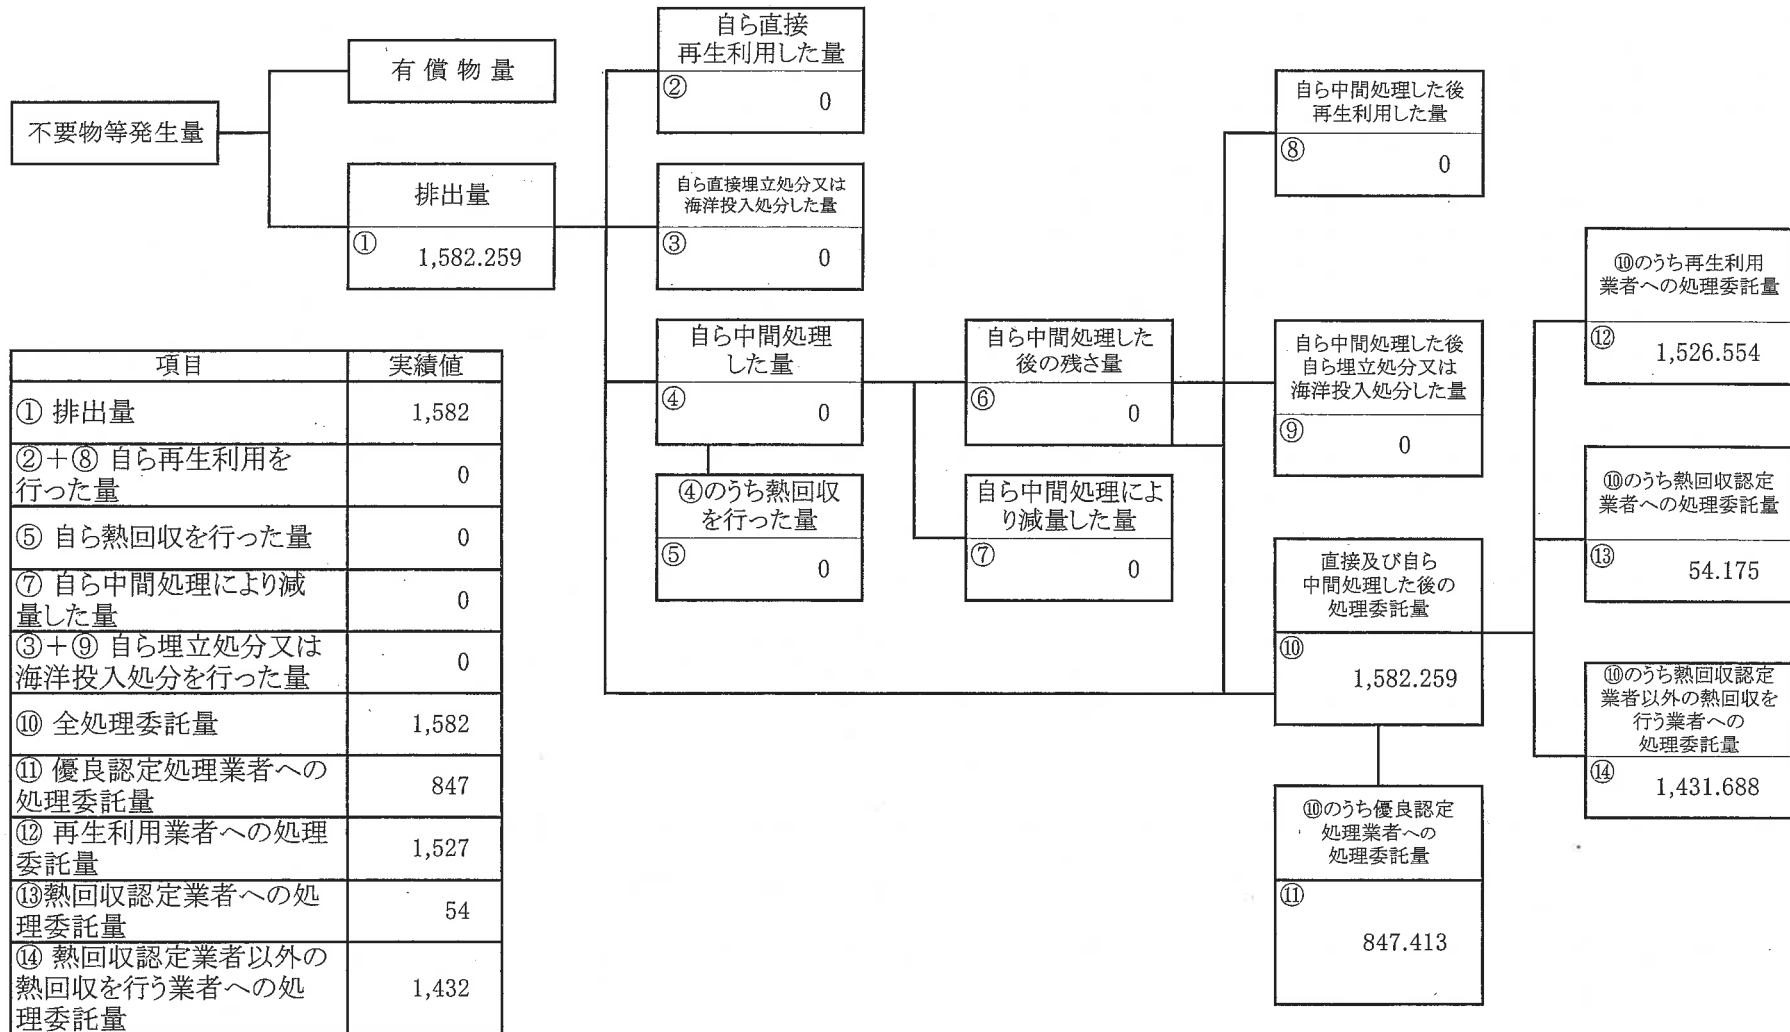 不要物等発生量
有償物量
排出量
①
1,582.259
自ら直接
再生利用した量
②
0
自ら直接埋立処分又は
海洋投入処分した量
③
0
自ら中間処理
した量
④
0
④のうち熱回収
を行った量
⑤
0
自ら中間処理した
後の残さ量
⑥
0
自ら中間処理によ
り減量した量
⑦
0
自ら中間処理した後
再生利用した量
⑧
0
自ら中間処理した後
自ら埋立処分又は
海洋投入処分した量
⑨
0
直接及び自ら
中間処理した後の
処理委託量
⑩
1,582.259
⑩のうち優良認定
処理業者への
処理委託量
⑪
847.413
⑩のうち再生利用
業者への処理委託量
⑫
1,526.554
⑩のうち熱回収認定
業者への処理委託量
⑬
54.175
⑩のうち熱回収認定
業者以外の熱回収を
行う業者への
処理委託量
⑭
1,431.688
項目 実績値
① 排出量 1,582
②+⑧ 自ら再生利用を
行った量
0
⑤ 自ら熱回収を行った量 0
⑦ 自ら中間処理により減
量した量
0
③+⑨ 自ら埋立処分又は
海洋投入処分を行った量
0
⑩ 全処理委託量 1,582
⑪ 優良認定処理業者への
処理委託量
847
⑫ 再生利用業者への処理
委託量
1,527
⑬熱回収認定業者への処
理委託量
54
⑭ 熱回収認定業者以外の
熱回収を行う業者への処
理委託量
1,432